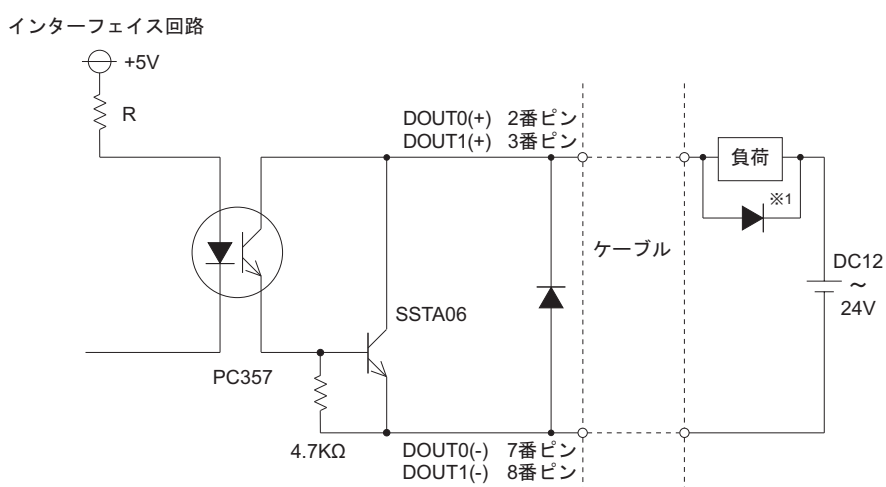 インターフェイス回路
+5V
R
DOUT0(+) 2番ピン
DOUT1(+) 3番ピン
負荷
※1
ケーブル
DC12
～
24V
SSTA06
PC357
4.7KΩ
DOUT0(-) 7番ピン
DOUT1(-) 8番ピン